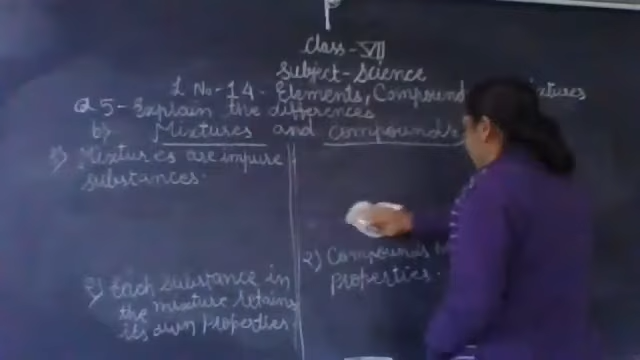 Class-VII
Subject-Science
L No-14- Elements, Compound
Q5-Explain the differences
b) Mixtures and Compounds
1) Mixtures are impure
substances.
2) Each substance in
the mixture retains
its own properties
2) Compounds
properties.